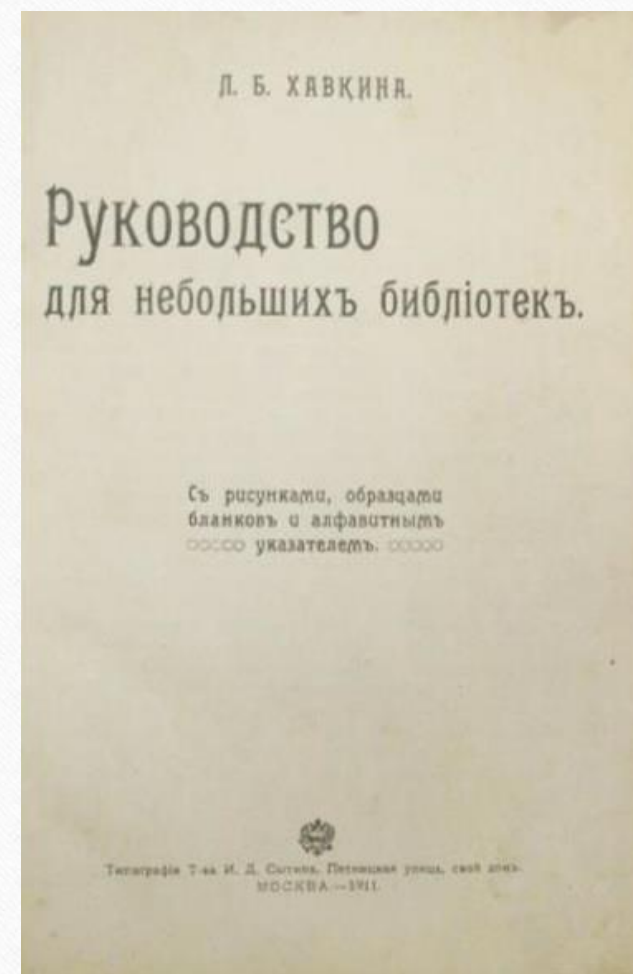 Л. Б. ХАВКИНА.
Руководство
для небольшихъ библіотекъ.
Съ рисунками, образцами
бланковъ и алфавитнымъ
указателемъ.
Типографія Т-ва И. Д. Сытина, Пятницкая улица, свой домъ.
МОСКВА.—1911.